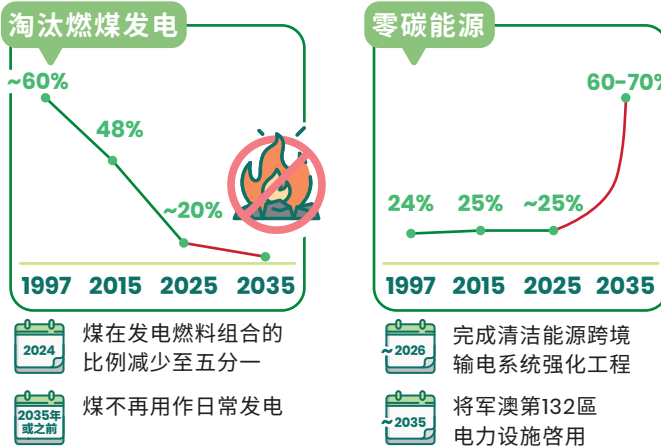 淘汰燃煤发电
~60%
48%
~20%
1997 2015 2025 2035
2024
煤在发电燃料组合的
比例减少至五分一
2035年
或之前
煤不再用作日常发电
零碳能源
60-70%
24% 25% ~25%
1997 2015 2025 2035
~2026
完成清洁能源跨境
输电系统强化工程
~2035
将军澳第132區
电力设施啓用